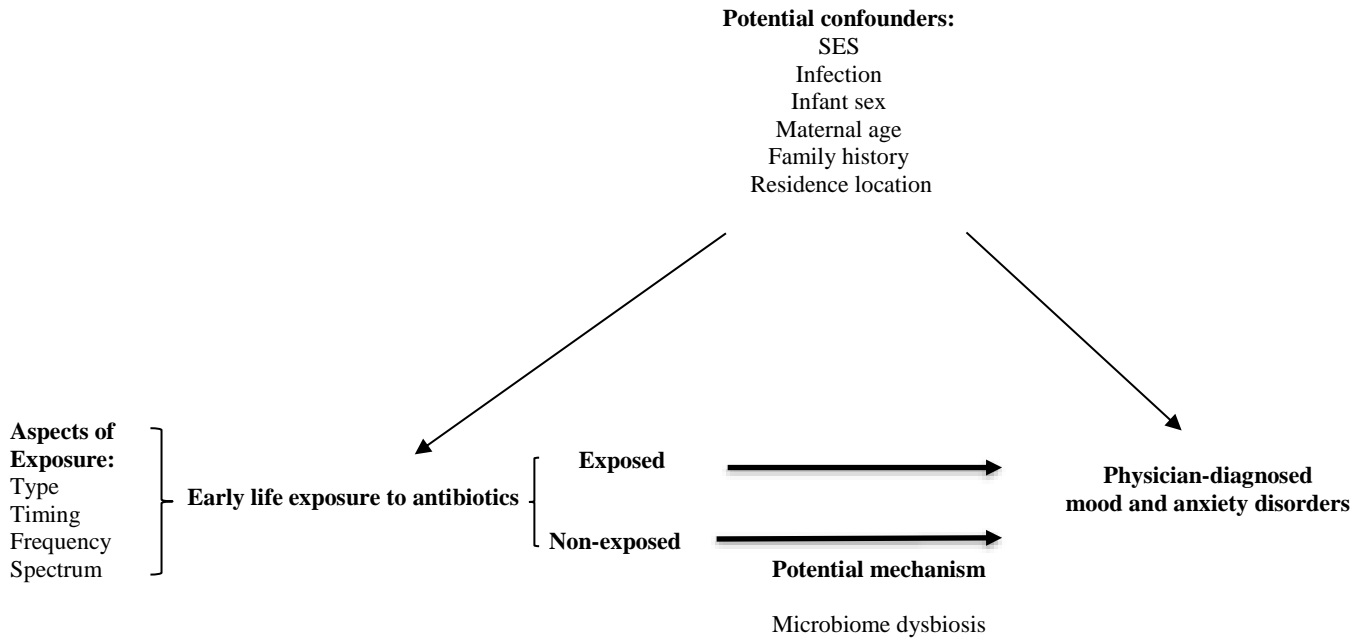 Potential confounders:
SES
Infection
Infant sex
Maternal age
Family history
Residence location
Aspects of
Exposure:
Type
Timing
Frequency
Spectrum
Early life exposure to antibiotics
Exposed
Non-exposed
Potential mechanism
Microbiome dysbiosis
Physician-diagnosed
mood and anxiety disorders